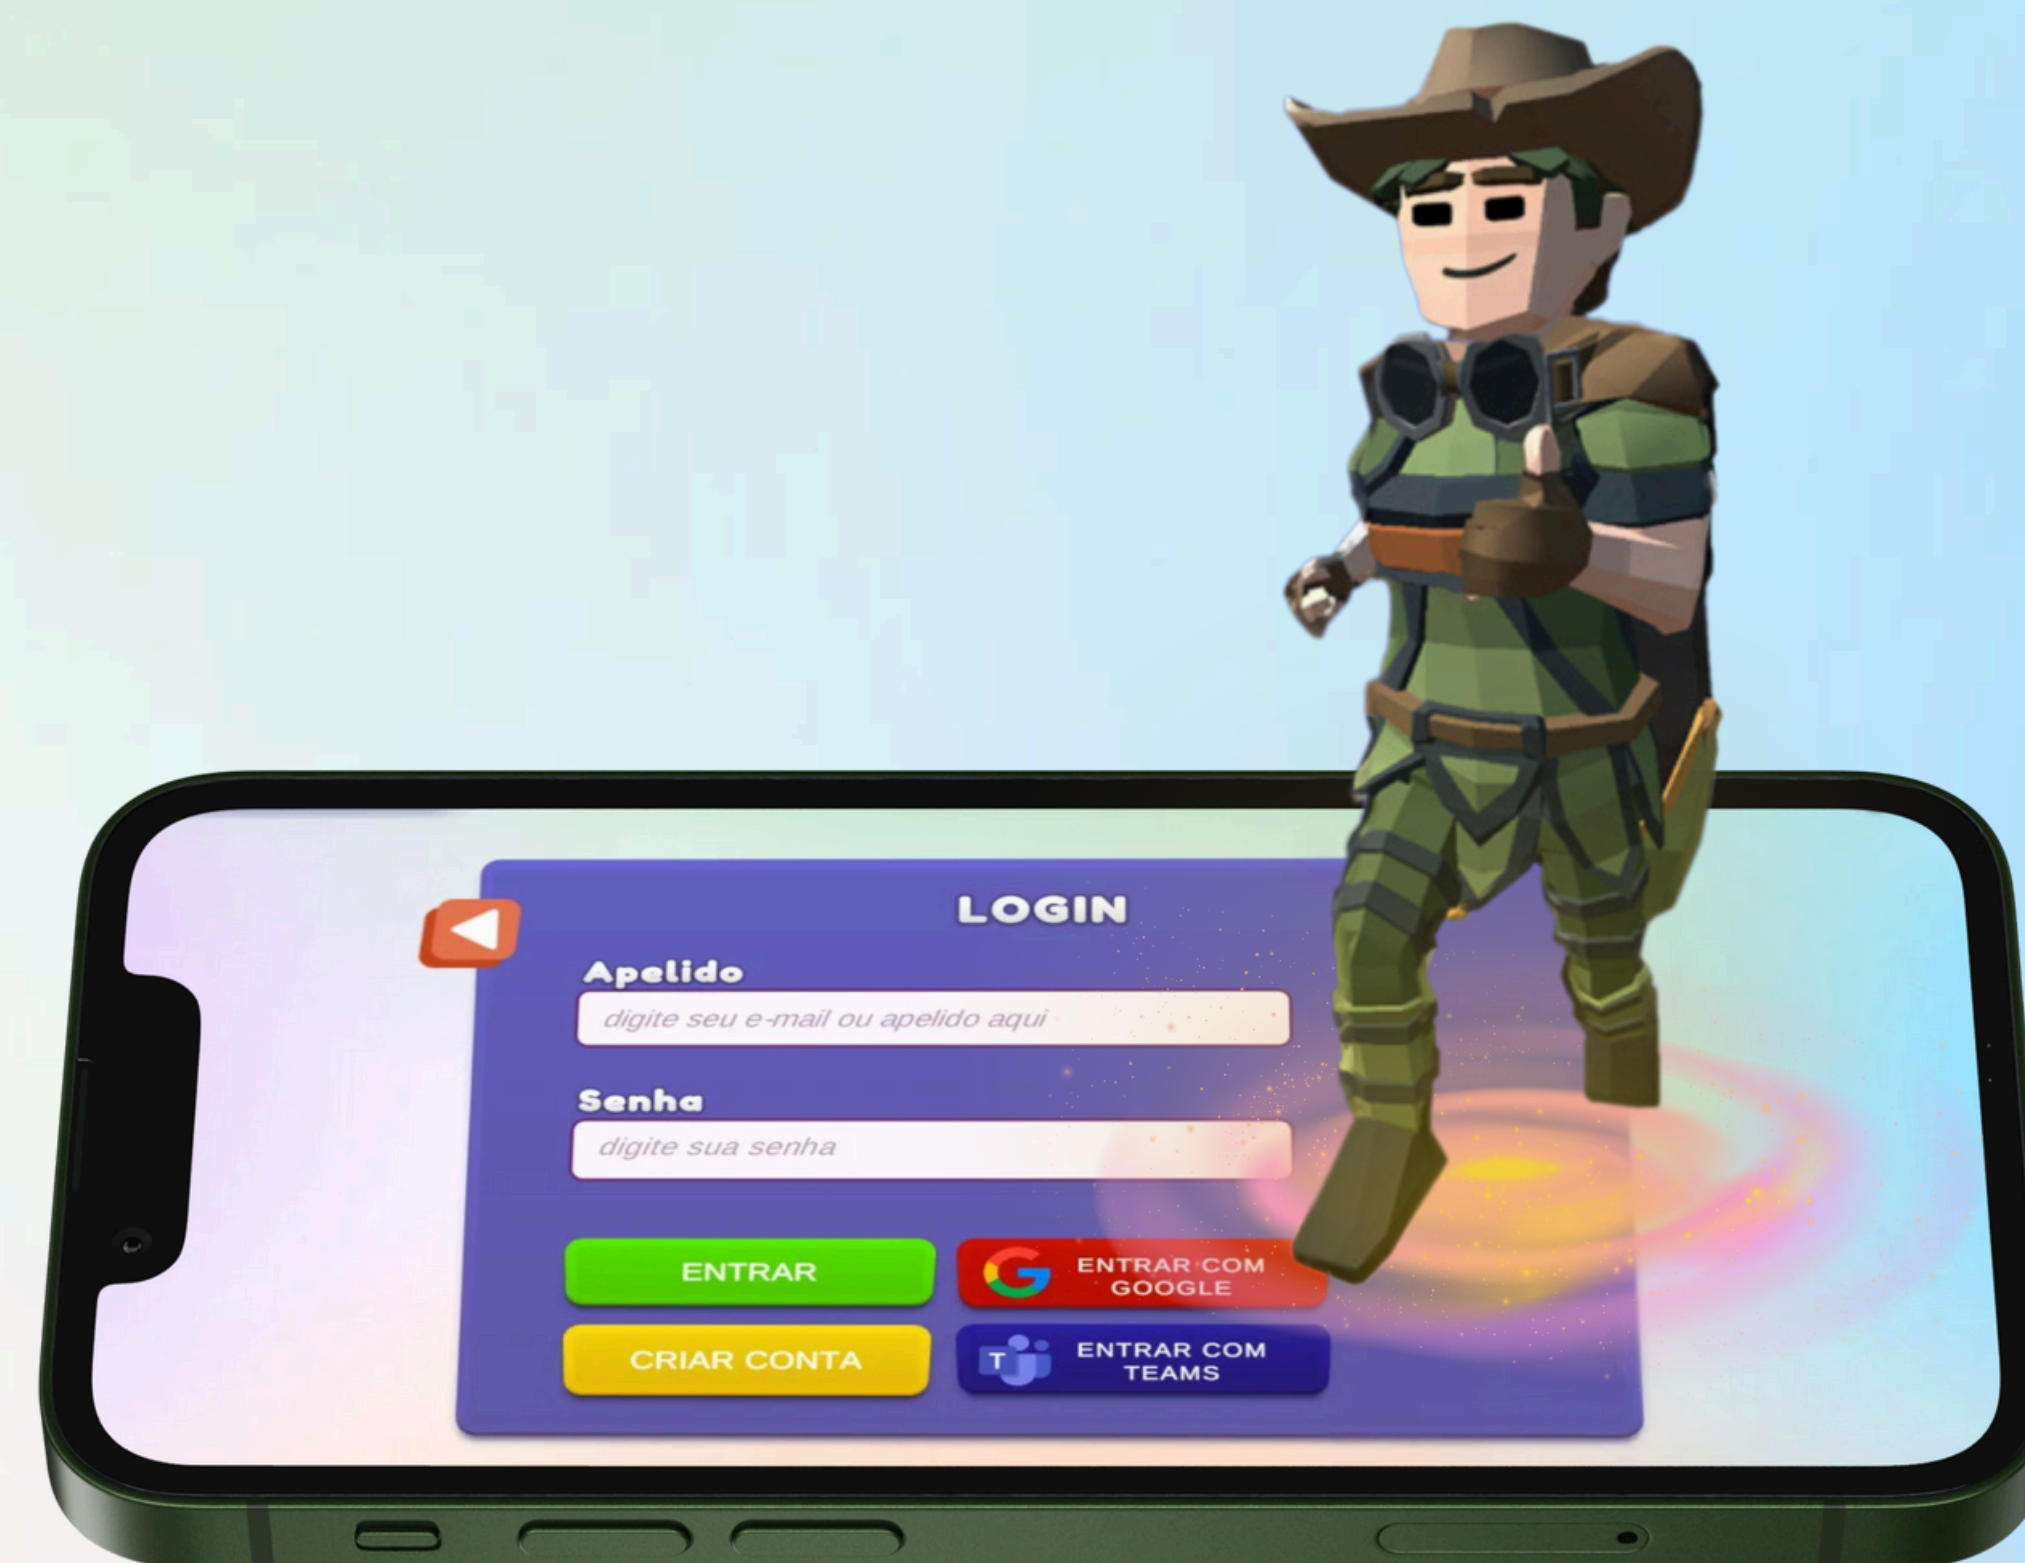 LOGIN
Apelido
digite seu e-mail ou apelido aqui
Senha
digite sua senha
ENTRAR
ENTRAR COM
GOOGLE
CRIAR CONTA
T
ENTRAR COM
TEAMS